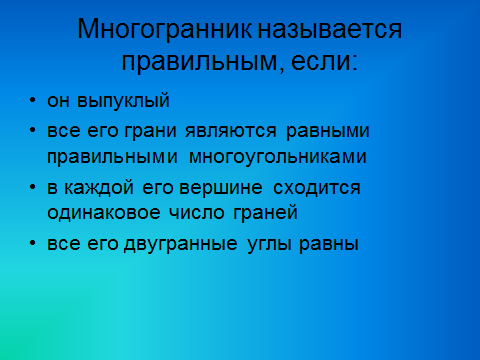 Многогранник называется
правильным, если:
• он выпуклый
• все его грани являются равными
правильными многоугольниками
• в каждой его вершине сходится
одинаковое число граней
• все его двугранные углы равны